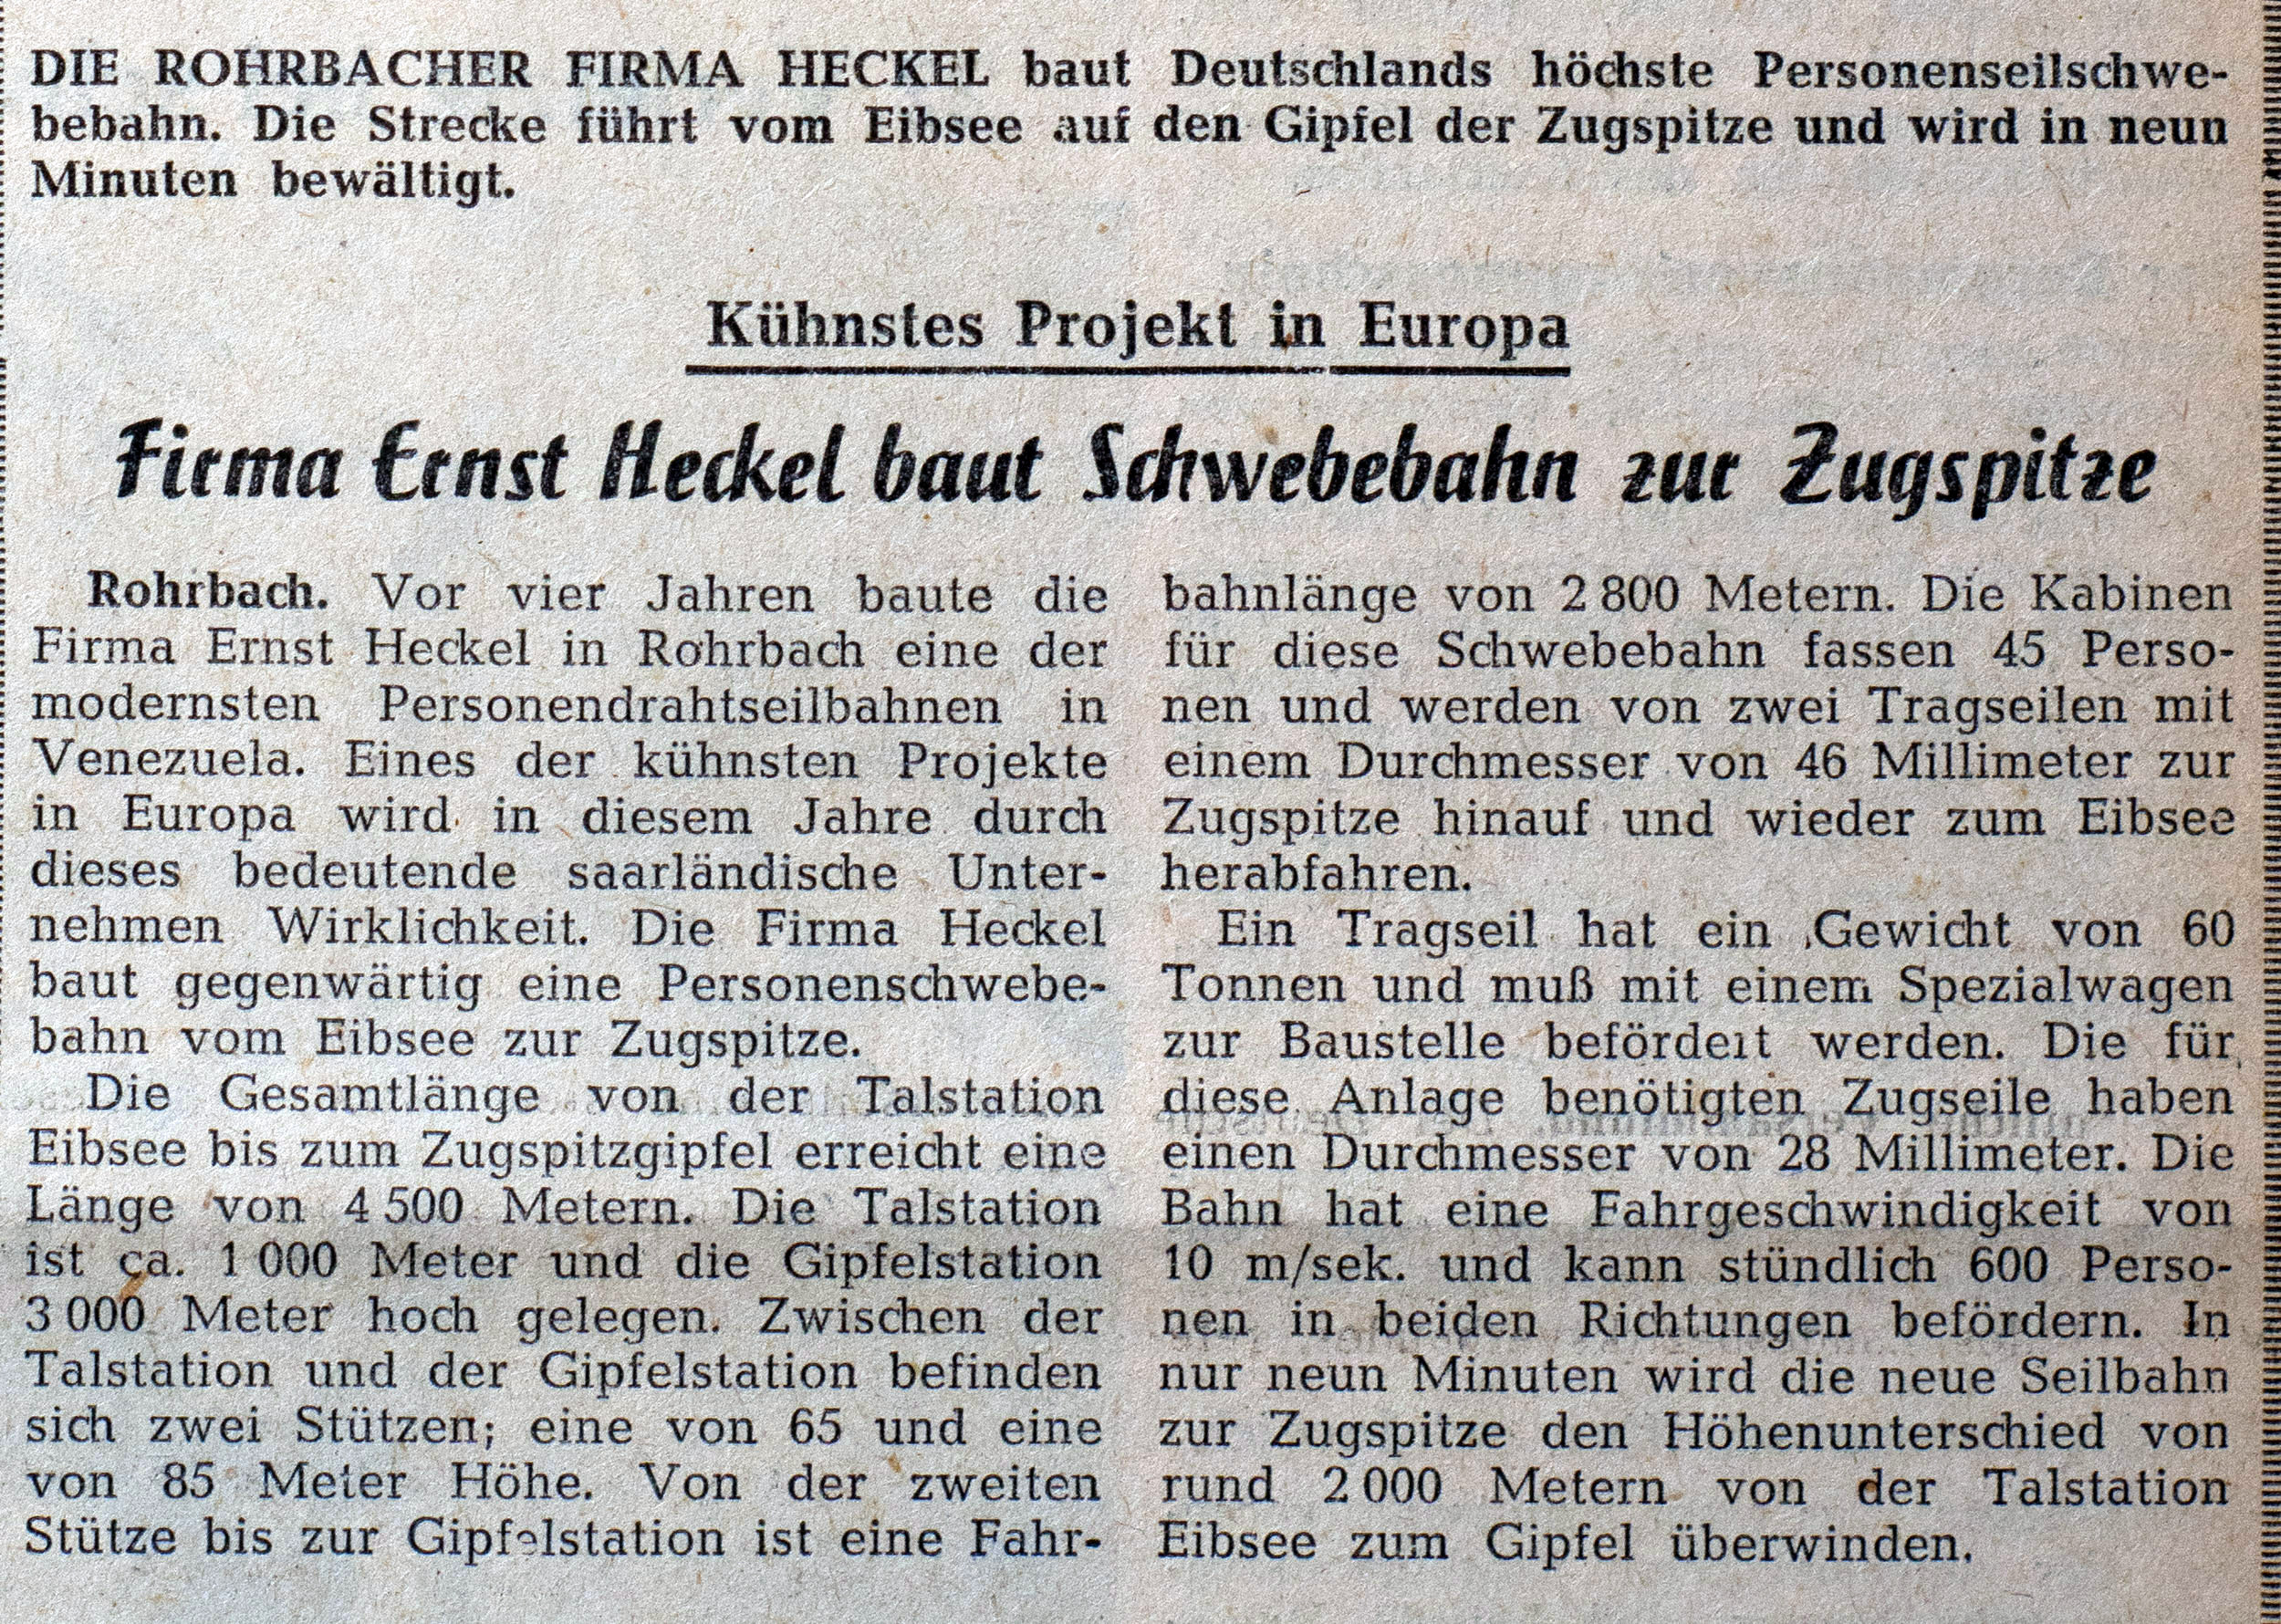 DIE ROHRBACHER FIRMA HECKEL baut Deutschlands höchste Personenseilschwe-
bebahn. Die Strecke führt vom Eibsee auf den Gipfel der Zugspitze und wird in neun
Minuten bewältigt.
Kühnstes Projekt in Europa
Firma Ernst Heckel baut Schwebebahn zur Zugspitze
Rohrbach. Vor vier Jahren baute die
Firma Ernst Heckel in Rohrbach eine der
modernsten Personendrahtseilbahnen in
Venezuela. Eines der kühnsten Projekte
in Europa wird in diesem Jahre durch
dieses bedeutende saarländische Unter-
nehmen Wirklichkeit. Die Firma Heckel
baut gegenwärtig eine Personenschwebe-
bahn vom Eibsee zur Zugspitze.
Die Gesamtlänge von der Talstation
Eibsee bis zum Zugspitzgipfel erreicht eine
Länge von 4 500 Metern. Die Talstation
ist ca. 1 000 Meter und die Gipfelstation
3 000 Meter hoch gelegen. Zwischen der
Talstation und der Gipfelstation befinden
sich zwei Stützen; eine von 65 und eine
von 85 Meter Höhe. Von der zweiten
Stütze bis zur Gipfelstation ist eine Fahr-
bahnlänge von 2 800 Metern. Die Kabinen
für diese Schwebebahn fassen 45 Perso-
nen und werden von zwei Tragseilen mit
einem Durchmesser von 46 Millimeter zur
Zugspitze hinauf und wieder zum Eibsee
herabfahren.
Ein Tragseil hat ein Gewicht von 60
Tonnen und muß mit einem Spezialwagen
zur Baustelle befördert werden. Die für
diese Anlage benötigten Zugseile haben
einen Durchmesser von 28 Millimeter. Die
Bahn hat eine Fahrgeschwindigkeit von
10 m/sek. und kann stündlich 600 Perso-
nen in beiden Richtungen befördern. In
nur neun Minuten wird die neue Seilbahn
zur Zugspitze den Höhenunterschied von
rund 2 000 Metern von der Talstation
Eibsee zum Gipfel überwinden.